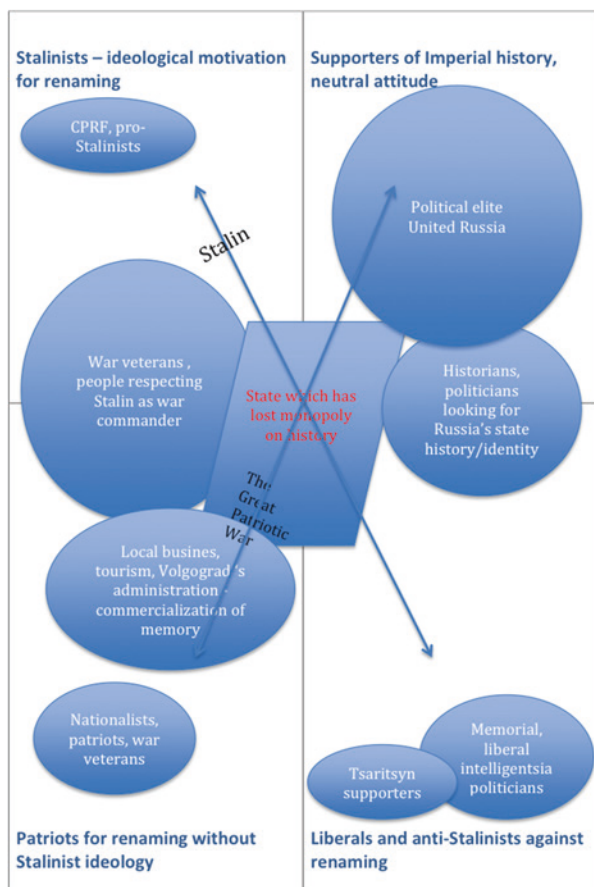 Stalinists – ideological motivation
for renaming
Supporters of Imperial history,
neutral attitude
CPRF, pro-
Stalinists
Political elite
United Russia
Stalin
War veterans ,
people respecting
Stalin as war
commander
State which has
lost monopoly
on history
Historians,
politicians
looking for
Russia's state
history/identity
The
Great
Patriotic
War
Local busines,
tourism, Volgograd's
administration -
commercialization of
memory
Nationalists,
patriots, war
veterans
Memorial,
liberal
intelligentsia
politicians
Tsaritsyn
supporters
Patriots for renaming without
Stalinist ideology
Liberals and anti-Stalinists against
renaming